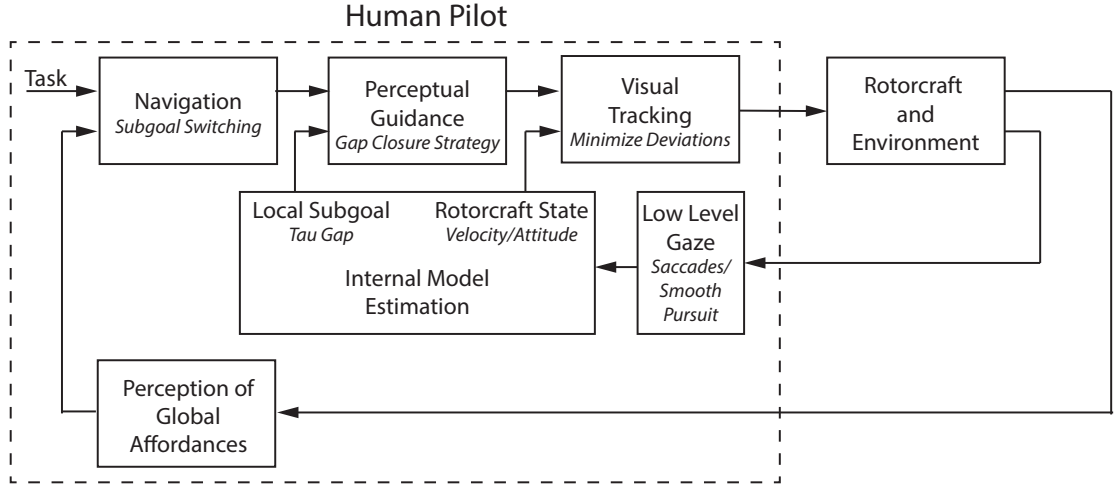 Human Pilot
Task
Navigation
Subgoal Switching
Perceptual
Guidance
Gap Closure Strategy
Visual
Tracking
Minimize Deviations
Rotorcraft
and
Environment
Local Subgoal
Tau Gap
Rotorcraft State
Velocity/Attitude
Internal Model
Estimation
Low Level
Gaze
Saccades/
Smooth
Pursuit
Perception of
Global
Affordances